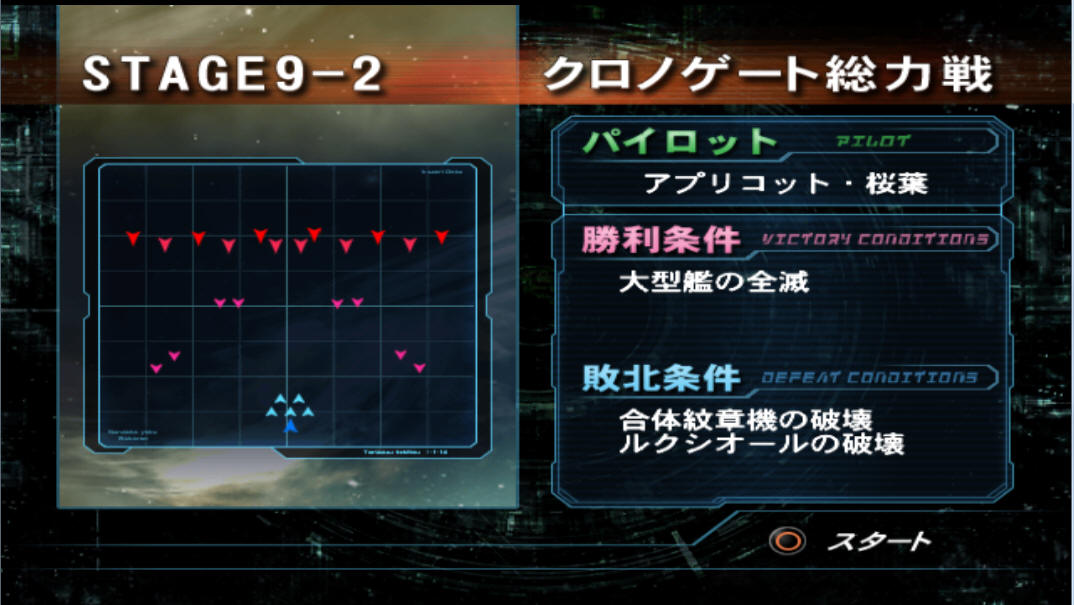 STAGE9-2
クロノゲート総力戦
パイロット PILOT
アプリコット・桜葉
勝利条件 VICTORY CONDITIONS
大型艦の全滅
敗北条件 DEFEAT CONDITIONS
合体紋章機の破壊
ルクシオールの破壊
スタート